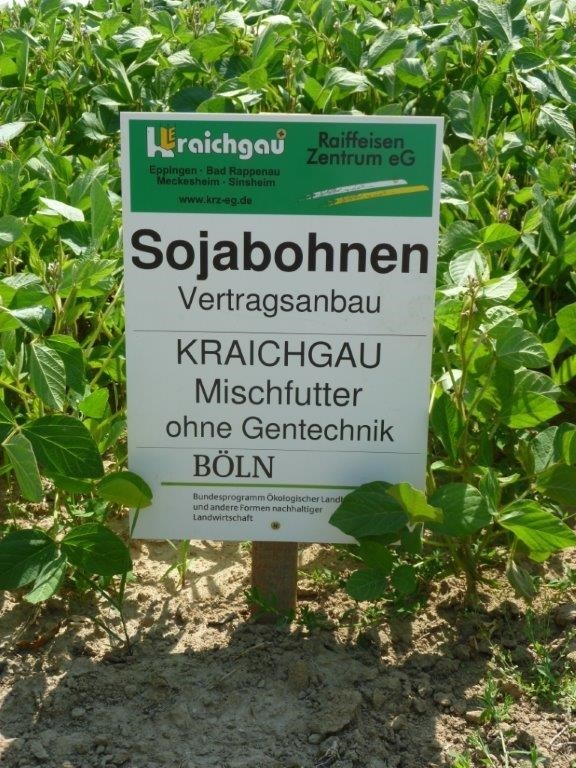 Kraichgau
Raiffeisen
Zentrum eG
Eppingen · Bad Rappenau
Meckesheim · Sinsheim
www.krz-eg.de
Sojabohnen
Vertragsanbau
KRAICHGAU
Mischfutter
ohne Gentechnik
BÖLN
Bundesprogramm Ökologischer
und andere Formen nachhaltiger
Landwirtschaft